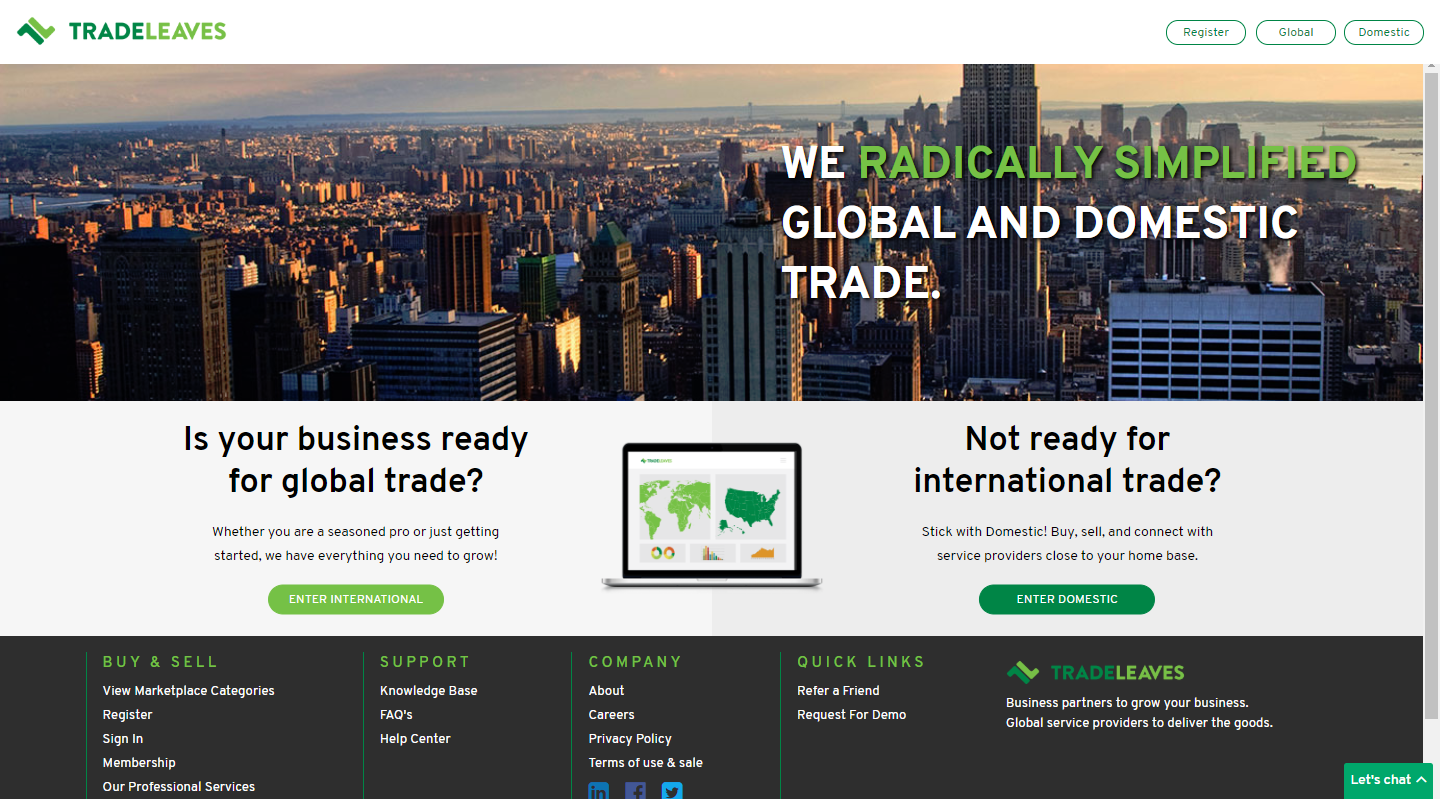 TRADELEAVES
Register
Global
Domestic
WE RADICALLY SIMPLIFIED
GLOBAL AND DOMESTIC
TRADE.
Is your business ready
for global trade?
Whether you are a seasoned pro or just getting
started, we have everything you need to grow!
ENTER INTERNATIONAL
TRADELEAVES
Not ready for
international trade?
Stick with Domestic! Buy, sell, and connect with
service providers close to your home base.
ENTER DOMESTIC
BUY & SELL
View Marketplace Categories
Register
Sign In
Membership
Our Professional Services
SUPPORT
Knowledge Base
FAQ's
Help Center
COMPANY
About
Careers
Privacy Policy
Terms of use & sale
QUICK LINKS
Refer a Friend
Request For Demo
TRADELEAVES
Business partners to grow your business.
Global service providers to deliver the goods.
Let's chat